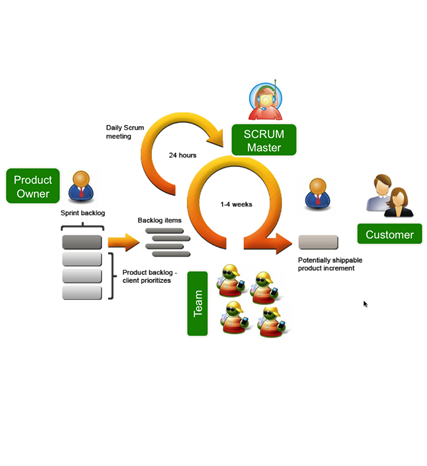 Daily Scrum
meeting
24 hours
SCRUM
Master
Product
Owner
Sprint backlog
Backlog items
1-4 weeks
Customer
Product backlog -
client prioritizes
Potentially shippable
product increment
Team